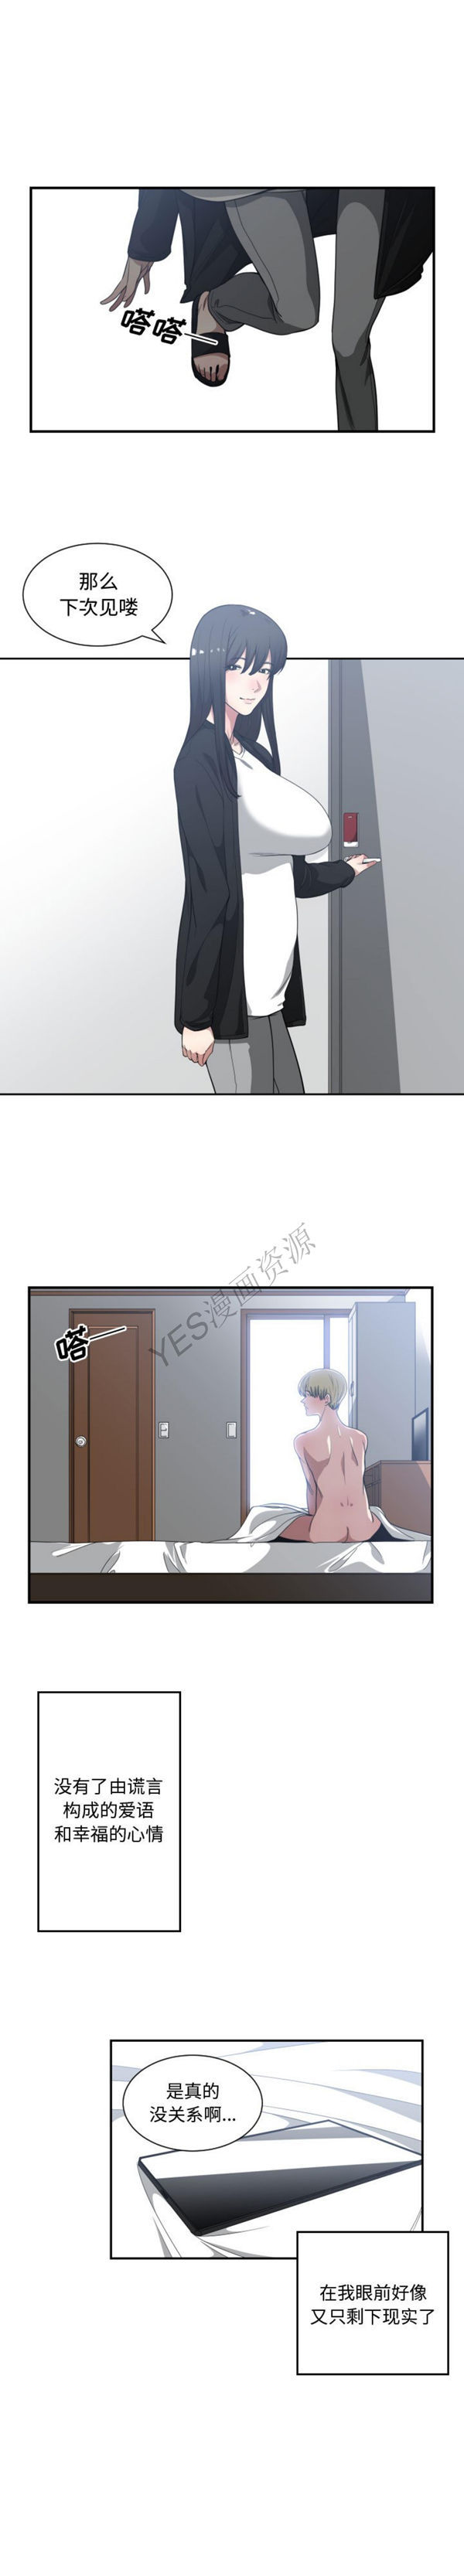 嗒嗒
那么
下次见喽
YES漫画资源
嗒
没有了由谎言
构成的爱语
和幸福的心情
是真的
没关系啊...
在我眼前好像
又只剩下现实了